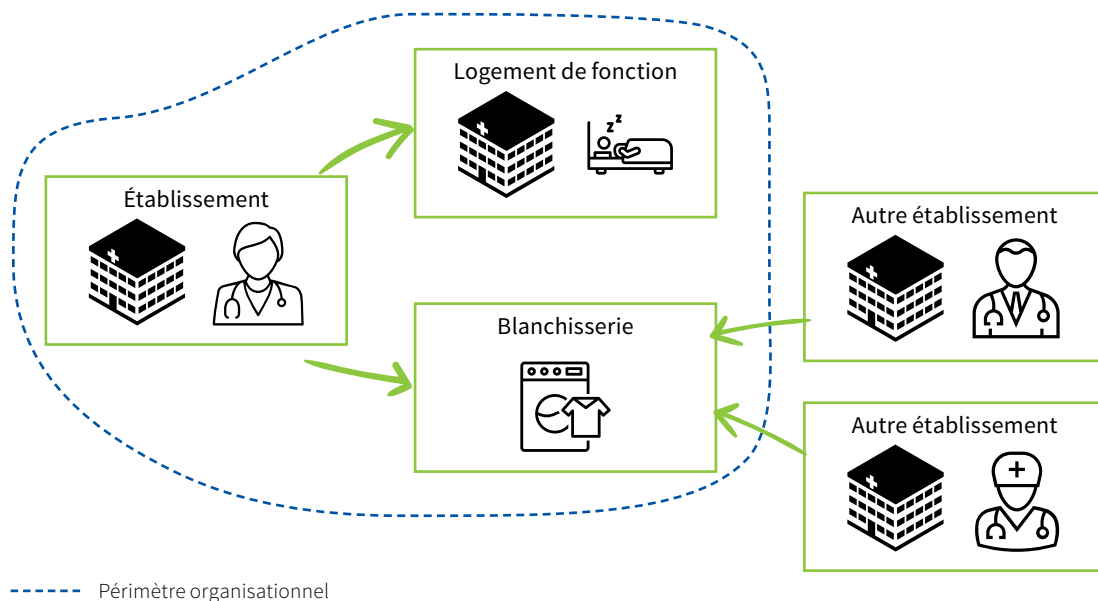 Logement de fonction
z z z
Établissement
Autre établissement
Blanchisserie
Autre établissement
Périmètre organisationnel